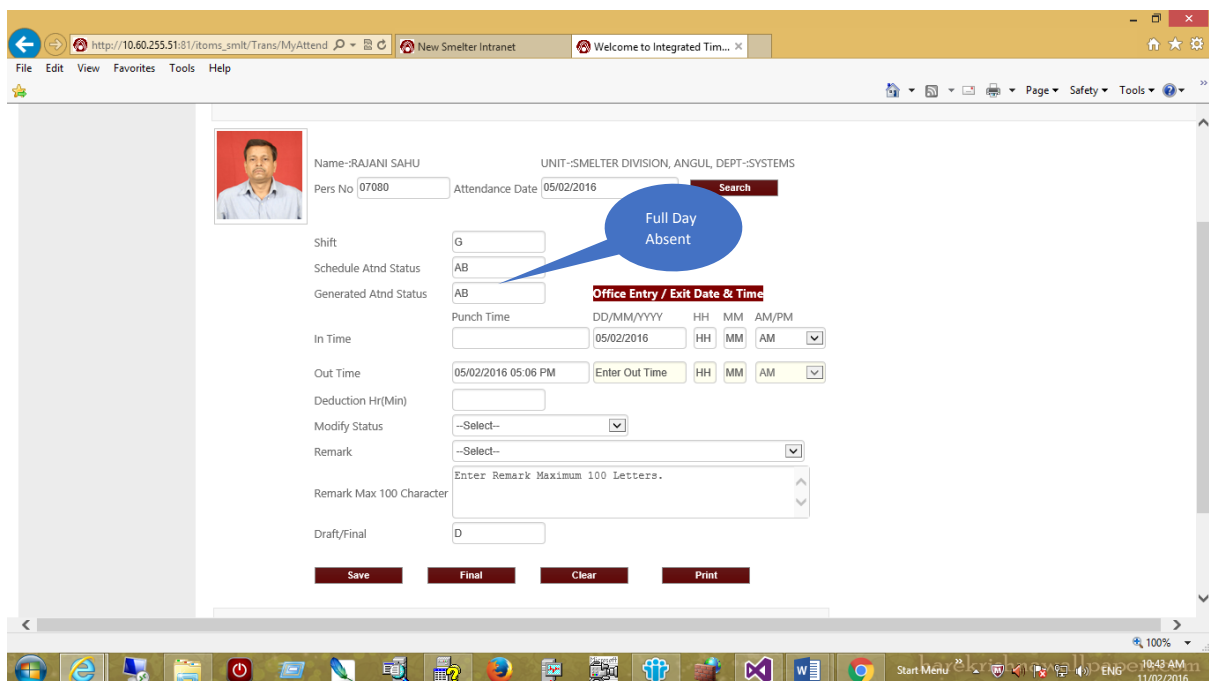 http://10.60.255.51:81/itoms_smlt/Trans/MyAttend
New Smelter Intranet
Welcome to Integrated Tim...
File Edit View Favorites Tools Help
Page Safety Tools
Name-:RAJANI SAHU UNIT-:SMELTER DIVISION, ANGUL, DEPT-:SYSTEMS
Pers No 07080 Attendance Date 05/02/2016 Search
Full Day
Absent
Shift G
Schedule Atnd Status AB
Generated Atnd Status AB Office Entry / Exit Date & Time
Punch Time DD/MM/YYYY HH MM AM/PM
In Time 05/02/2016 HH MM AM
Out Time 05/02/2016 05:06 PM Enter Out Time HH MM AM
Deduction Hr(Min)
Modify Status --Select--
Remark --Select--
Enter Remark Maximum 100 Letters.
Remark Max 100 Character
Draft/Final D
Save Final Clear Print
100%
Start Menu ENG 10:43 AM
11/02/2016